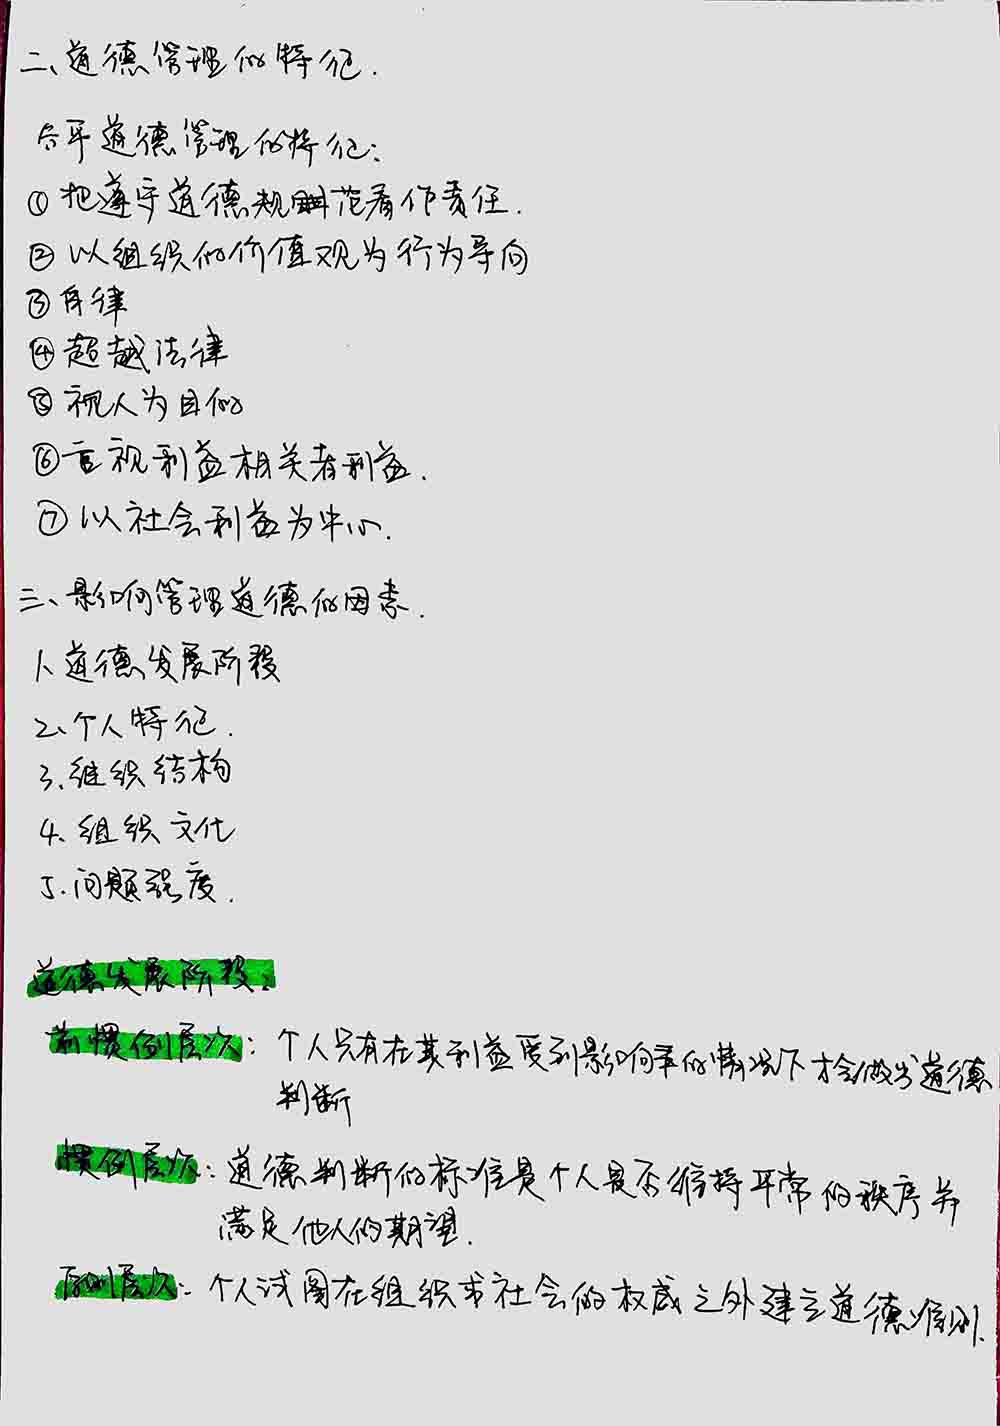 二、道德管理的特征.
合乎道德管理的特征:
① 把遵守道德规范看作责任.
② 以组织的价值观为行为导向
③ 自律
④ 超越法律
⑤ 视人为目的
⑥ 重视利益相关者利益.
⑦ 以社会利益为中心.
三、影响管理道德的因素.
1、道德发展阶段
2、个人特征.
3、组织结构
4、组织文化
5.问题强度.
道德发展阶段:
前惯例层次: 个人只有在其利益受到影响的情况下才会做出道德
判断
惯例层次: 道德判断的标准是个人是否维持平常的秩序并
满足他人的期望.
原则层次: 个人试图在组织或社会的权威之外建立道德准则.